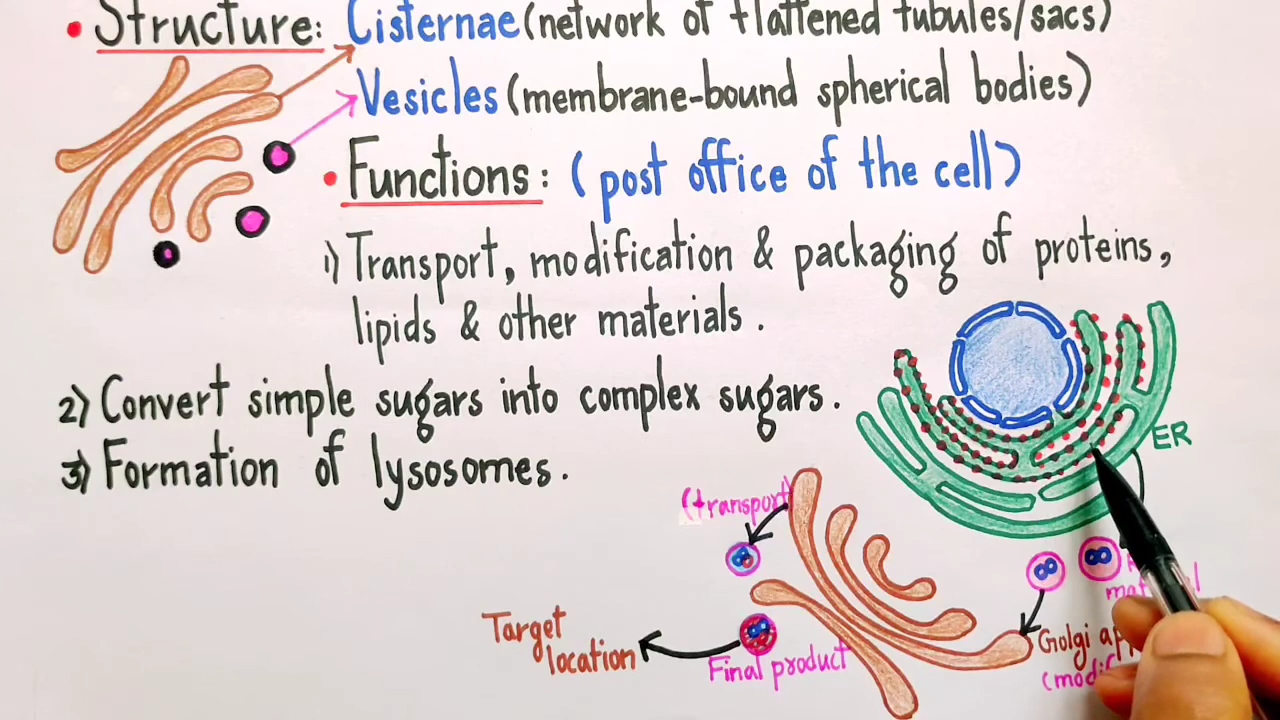 • Structure: Cisternae (network of flattened tubules/sacs)
Vesicles (membrane-bound spherical bodies)
• Functions: (post office of the cell)
1) Transport, modification & packaging of proteins,
lipids & other materials.
2) Convert simple sugars into complex sugars.
3) Formation of lysosomes.
ER
(transport)
Target
location
Final product
Golgi